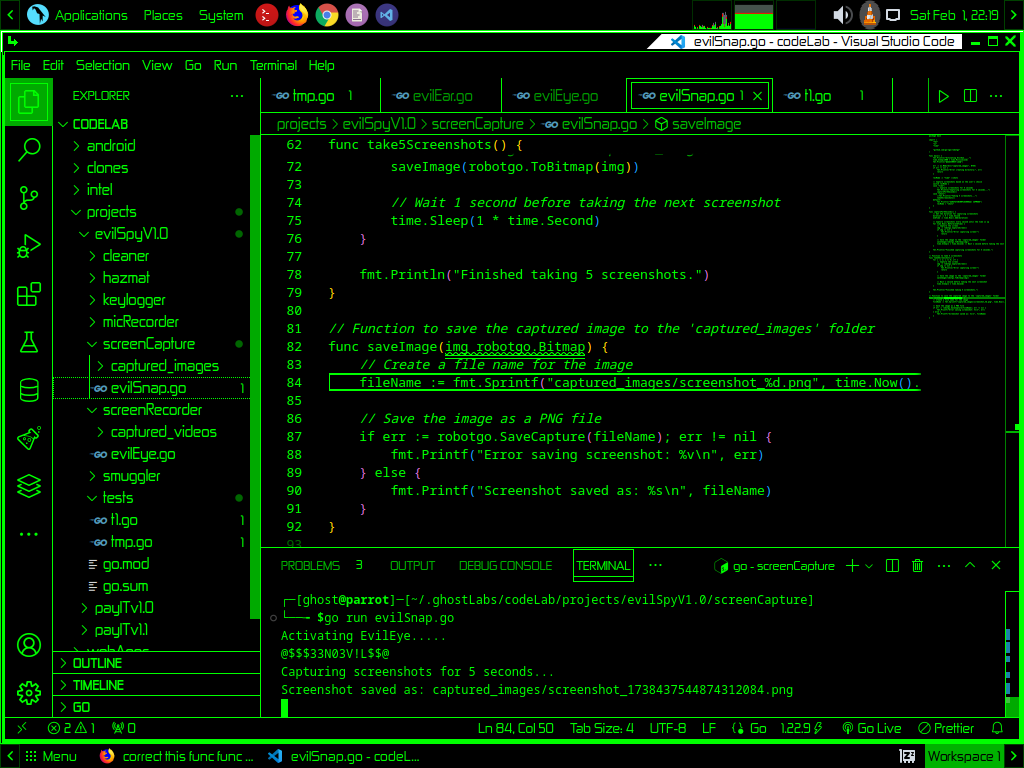 Applications Places System Sat Feb 1, 22:19
evilSnap.go - codeLab - Visual Studio Code
File Edit Selection View Go Run Terminal Help
EXPLORER
CODELAB
android
clones
intel
projects
evilSpyV1.0
cleaner
hazmat
keylogger
micRecorder
screenCapture
captured_images
evilSnap.go 1
screenRecorder
captured_videos
evilEye.go
smuggler
tests
t1.go 1
tmp.go 1
go.mod
go.sum
payITv1.0
payITv1.1
webApps
OUTLINE
TIMELINE
GO
tmp.go 1 evilEar.go evilEye.go evilSnap.go 1 t1.go 1
projects > evilSpyV1.0 > screenCapture > evilSnap.go > saveImage
62 func take5Screenshots() {
72 saveImage(robotgo.ToBitmap(img))
73
74 // Wait 1 second before taking the next screenshot
75 time.Sleep(1 * time.Second)
76 }
77
78 fmt.Println("Finished taking 5 screenshots.")
79 }
80
81 // Function to save the captured image to the 'captured_images' folder
82 func saveImage(img robotgo.Bitmap) {
83 // Create a file name for the image
84 fileName := fmt.Sprintf("captured_images/screenshot_%d.png", time.Now().
85
86 // Save the image as a PNG file
87 if err := robotgo.SaveCapture(fileName); err != nil {
88 fmt.Printf("Error saving screenshot: %v\n", err)
89 } else {
90 fmt.Printf("Screenshot saved as: %s\n", fileName)
91 }
92 }
93
PROBLEMS 3 OUTPUT DEBUG CONSOLE TERMINAL go - screenCapture
┌─[ghost@parrot]─[~/.ghostLabs/codeLab/projects/evilSpyV1.0/screenCapture]
└──╼ $go run evilSnap.go
Activating EvilEye.....
@$$$33N03V!L$$@
Capturing screenshots for 5 seconds...
Screenshot saved as: captured_images/screenshot_1738437544874312084.png
2 1 0 Ln 84, Col 50 Tab Size: 4 UTF-8 LF Go 1.22.9 Go Live Prettier
Menu correct this func func ... evilSnap.go - codeL... Workspace 1